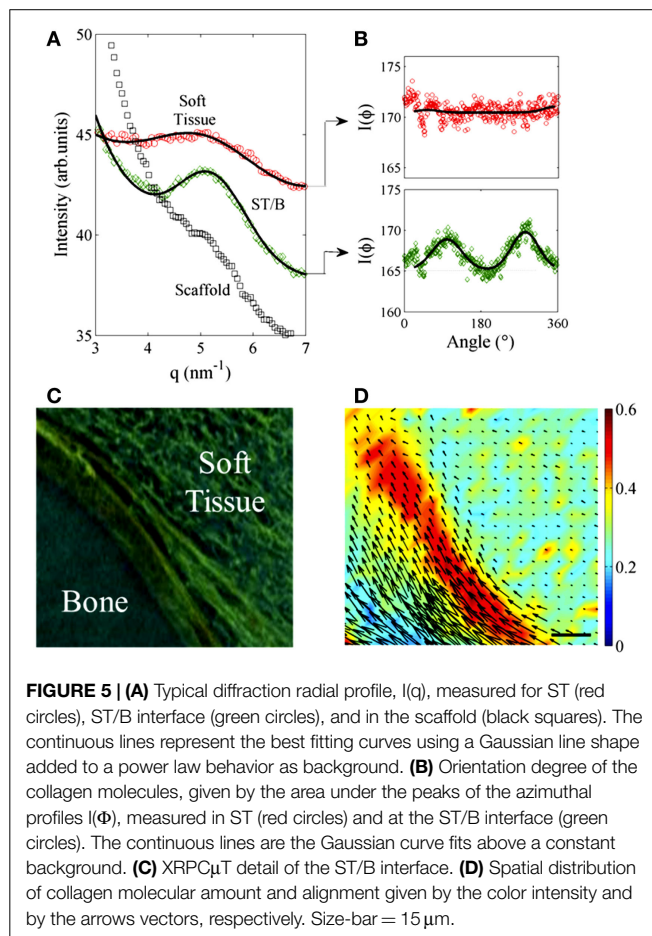 A
B
50
45
40
35
Intensity (arb.units)
Soft
Tissue
ST/B
Scaffold
3 4 5 6 7
q (nm⁻¹)
175
170
165
I(ϕ)
175
170
165
160
I(ϕ)
0 180 360
Angle (°)
C
Soft
Tissue
Bone
D
0.6
0.4
0.2
0
FIGURE 5 | (A) Typical diffraction radial profile, I(q), measured for ST (red
circles), ST/B interface (green circles), and in the scaffold (black squares). The
continuous lines represent the best fitting curves using a Gaussian line shape
added to a power law behavior as background. (B) Orientation degree of the
collagen molecules, given by the area under the peaks of the azimuthal
profiles I(Φ), measured in ST (red circles) and at the ST/B interface (green
circles). The continuous lines are the Gaussian curve fits above a constant
background. (C) XRPCμT detail of the ST/B interface. (D) Spatial distribution
of collagen molecular amount and alignment given by the color intensity and
by the arrows vectors, respectively. Size-bar = 15 μm.